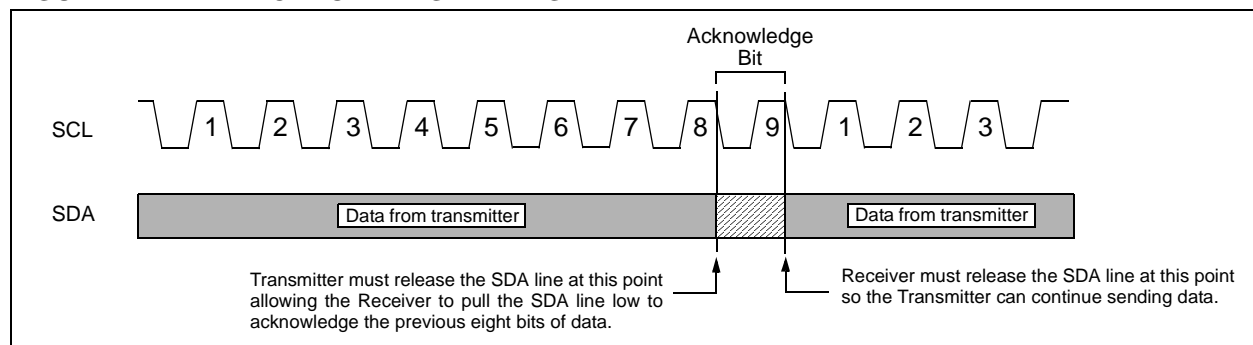 Acknowledge
Bit
SCL
1 2 3 4 5 6 7 8 9 1 2 3
SDA
Data from transmitter
Data from transmitter
Transmitter must release the SDA line at this point
allowing the Receiver to pull the SDA line low to
acknowledge the previous eight bits of data.
Receiver must release the SDA line at this point
so the Transmitter can continue sending data.